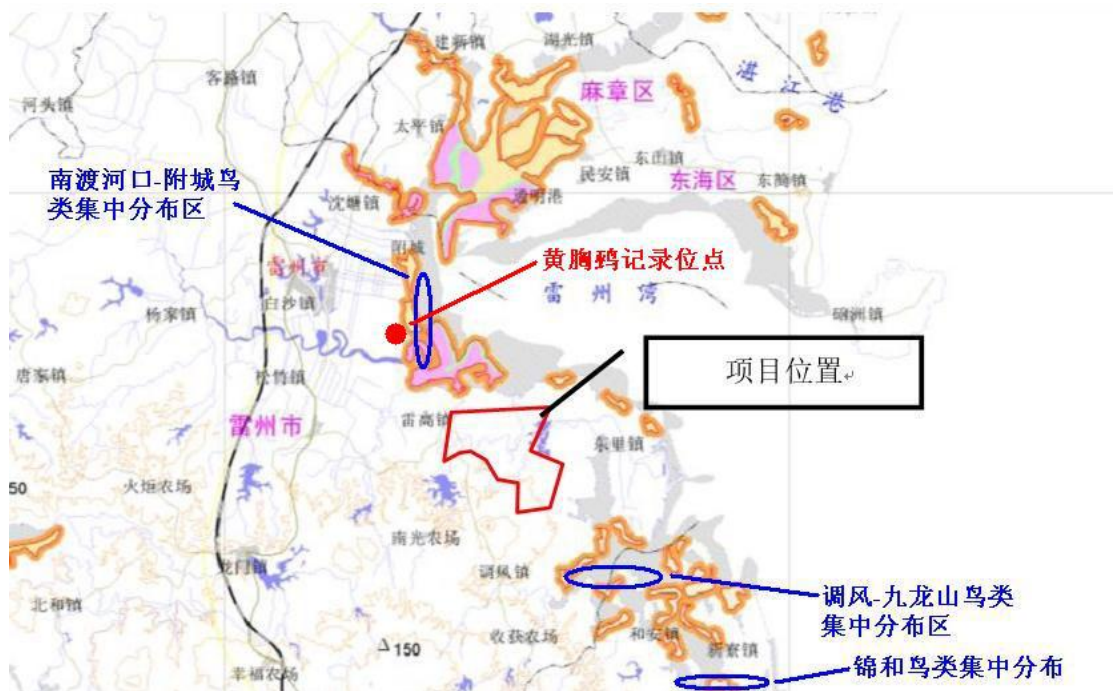 建新镇
湖光镇
客路镇
湛江港
河头镇
麻章区
太平镇
东山镇
民安镇
南渡河口-附城鸟
类集中分布区
东海区
东简镇
沈塘镇
通明港
附城
黄胸鹀记录位点
雷州市
雷州湾
白沙镇
杨家镇
硇洲镇
项目位置
唐家镇
松竹镇
雷高镇
雷州市
东里镇
50
火炬农场
南光农场
龙门镇
调风镇
调风-九龙山鸟类
集中分布区
北和镇
收获农场
和安镇
新寮镇
Δ150
锦和鸟类集中分布
幸福农场